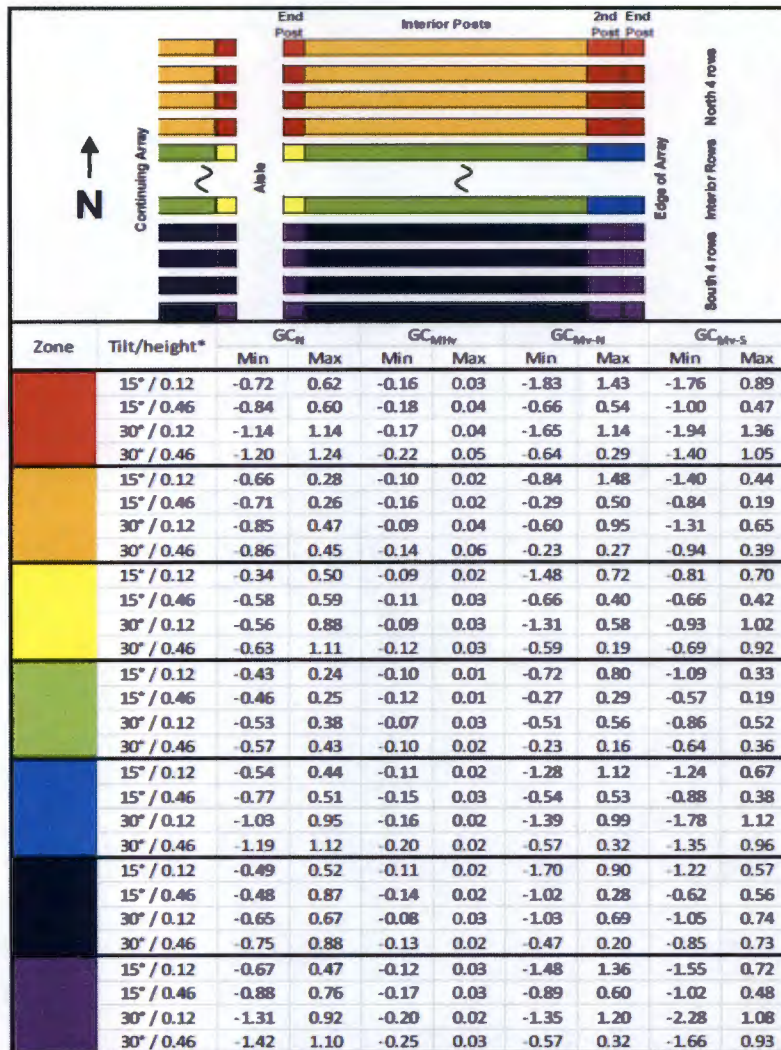 End Post
Interior Posts
2nd Post
End Post
North 4 rows
Continuing Array
N
Aisle
Edge of Array
Interior Rows
South 4 rows
Zone Tilt/height* GC_N GC_MHv GC_Mv-N GC_Mv-S
Min Max Min Max Min Max Min Max
15° / 0.12 -0.72 0.62 -0.16 0.03 -1.83 1.43 -1.76 0.89
15° / 0.46 -0.84 0.60 -0.18 0.04 -0.66 0.54 -1.00 0.47
30° / 0.12 -1.14 1.14 -0.17 0.04 -1.65 1.14 -1.94 1.36
30° / 0.46 -1.20 1.24 -0.22 0.05 -0.64 0.29 -1.40 1.05
15° / 0.12 -0.66 0.28 -0.10 0.02 -0.84 1.48 -1.40 0.44
15° / 0.46 -0.71 0.26 -0.16 0.02 -0.29 0.50 -0.84 0.19
30° / 0.12 -0.85 0.47 -0.09 0.04 -0.60 0.95 -1.31 0.65
30° / 0.46 -0.86 0.45 -0.14 0.06 -0.23 0.27 -0.94 0.39
15° / 0.12 -0.34 0.50 -0.09 0.02 -1.48 0.72 -0.81 0.70
15° / 0.46 -0.58 0.59 -0.11 0.03 -0.66 0.40 -0.66 0.42
30° / 0.12 -0.56 0.88 -0.09 0.03 -1.31 0.58 -0.93 1.02
30° / 0.46 -0.63 1.11 -0.12 0.03 -0.59 0.19 -0.69 0.92
15° / 0.12 -0.43 0.24 -0.10 0.01 -0.72 0.80 -1.09 0.33
15° / 0.46 -0.46 0.25 -0.12 0.01 -0.27 0.29 -0.57 0.19
30° / 0.12 -0.53 0.38 -0.07 0.03 -0.51 0.56 -0.86 0.52
30° / 0.46 -0.57 0.43 -0.10 0.02 -0.23 0.16 -0.64 0.36
15° / 0.12 -0.54 0.44 -0.11 0.02 -1.28 1.12 -1.24 0.67
15° / 0.46 -0.77 0.51 -0.15 0.03 -0.54 0.53 -0.88 0.38
30° / 0.12 -1.03 0.95 -0.16 0.02 -1.39 0.99 -1.78 1.12
30° / 0.46 -1.19 1.12 -0.20 0.02 -0.57 0.32 -1.35 0.96
15° / 0.12 -0.49 0.52 -0.11 0.02 -1.70 0.90 -1.22 0.57
15° / 0.46 -0.48 0.87 -0.14 0.02 -1.02 0.28 -0.62 0.56
30° / 0.12 -0.65 0.67 -0.08 0.03 -1.03 0.69 -1.05 0.74
30° / 0.46 -0.75 0.88 -0.13 0.02 -0.47 0.20 -0.85 0.73
15° / 0.12 -0.67 0.47 -0.12 0.03 -1.48 1.36 -1.55 0.72
15° / 0.46 -0.88 0.76 -0.17 0.03 -0.89 0.60 -1.02 0.48
30° / 0.12 -1.31 0.92 -0.20 0.02 -1.35 1.20 -2.28 1.08
30° / 0.46 -1.42 1.10 -0.25 0.03 -0.57 0.32 -1.66 0.93